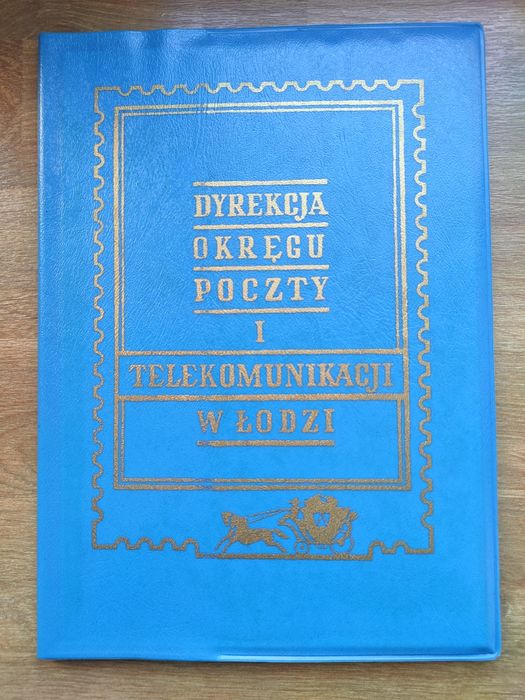 DYREKCJA
OKRĘGU
POCZTY
I
TELEKOMUNIKACJI
W ŁODZI